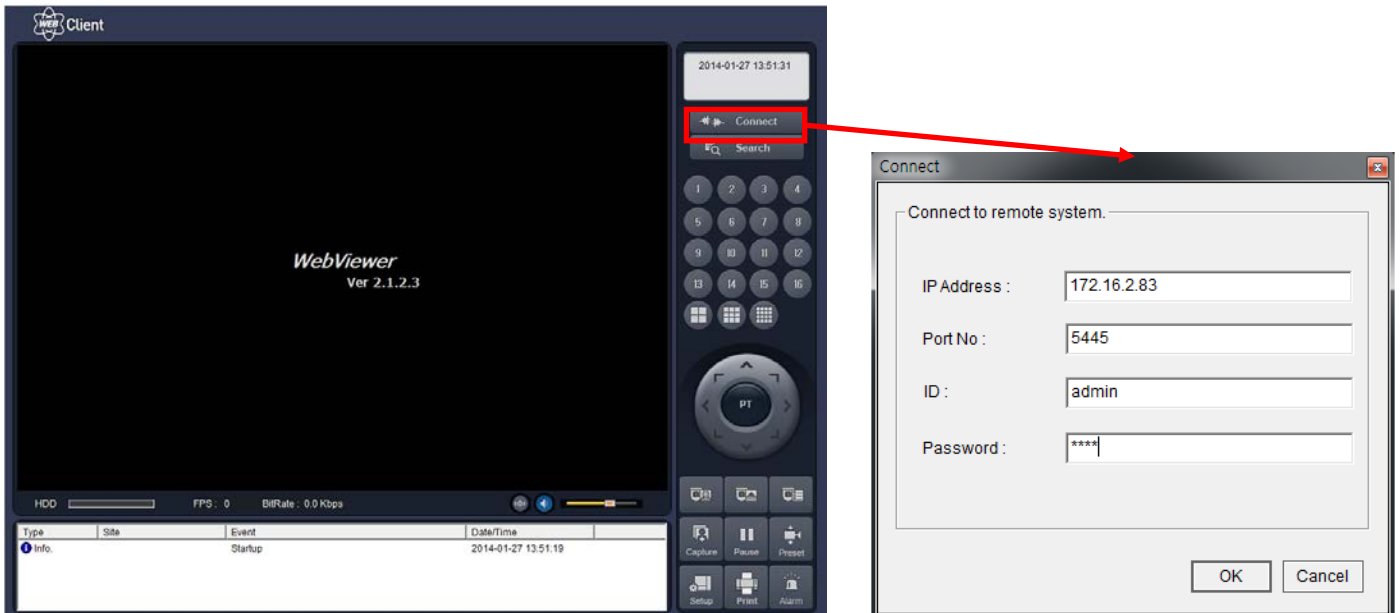 WEB Client
2014-01-27 13:51:31
Connect
Search
1 2 3 4
5 6 7 8
9 10 11 12
13 14 15 16
WebViewer
Ver 2.1.2.3
PT
HDD FPS : 0 BitRate : 0.0 Kbps
Type Site Event Date/Time
Info. Startup 2014-01-27 13:51:19
Capture Pause Preset
Setup Print Alarm
Connect
Connect to remote system.
IP Address : 172.16.2.83
Port No : 5445
ID : admin
Password : ****
OK Cancel